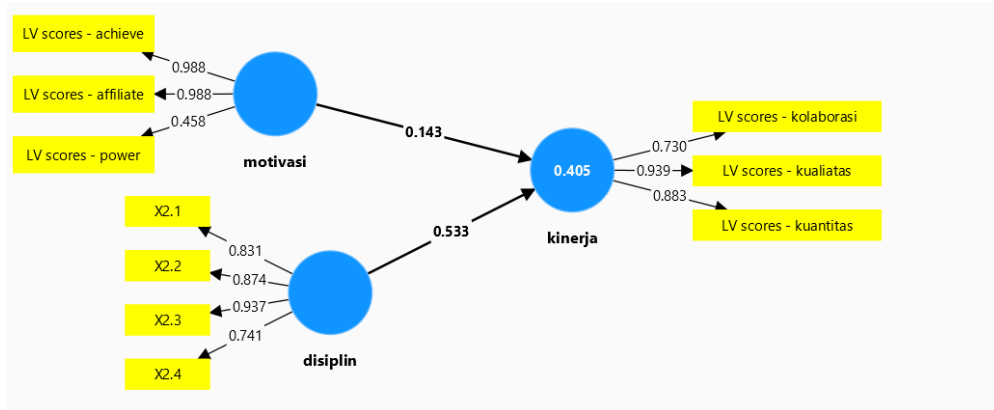 LV scores - achieve
0.988
LV scores - affiliate
0.988
0.458
LV scores - power
motivasi
0.143
LV scores - kolaborasi
0.730
0.405
0.939
LV scores - kualiatas
0.883
LV scores - kuantitas
kinerja
X2.1
0.831
0.533
X2.2
0.874
X2.3
0.937
0.741
X2.4
disiplin